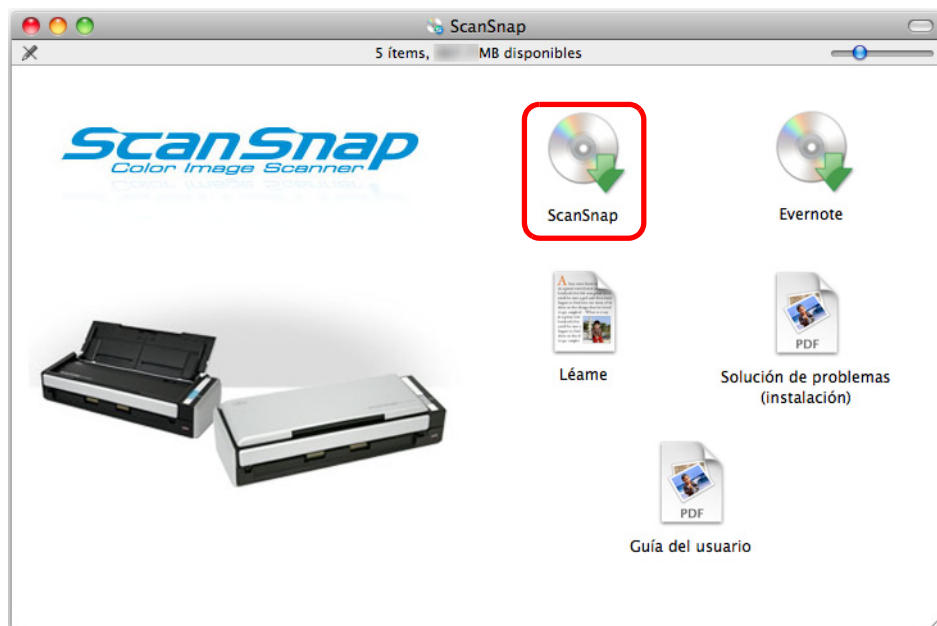 ScanSnap
5 ítems, MB disponibles
ScanSnap
Color Image Scanner
ScanSnap
Evernote
Léame
PDF
Solución de problemas
(instalación)
PDF
Guía del usuario